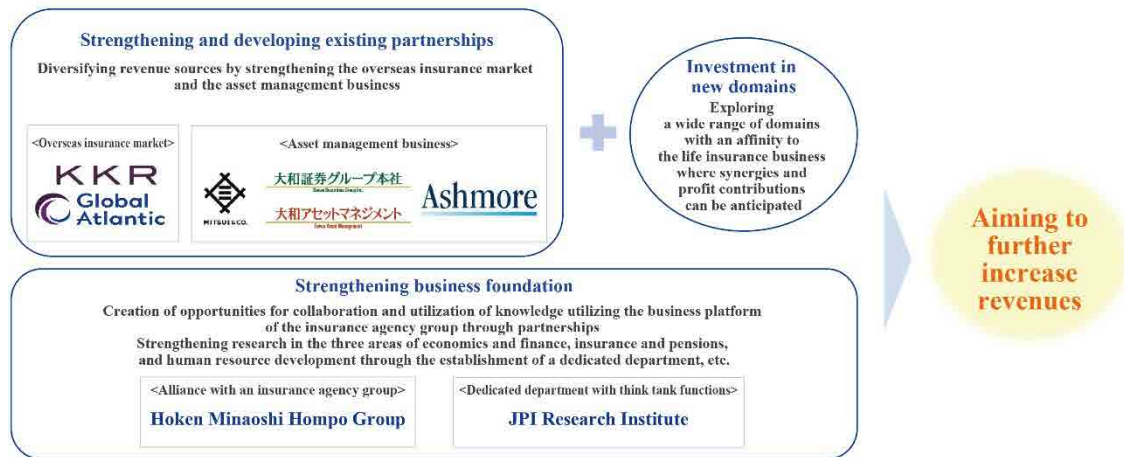 Strengthening and developing existing partnerships
Diversifying revenue sources by strengthening the overseas insurance market
and the asset management business
<Overseas insurance market>
KKR
Global
Atlantic
<Asset management business>
MITSUI & CO.
大和証券グループ本社
Daiwa Securities Group Inc.
大和アセットマネジメント
Daiwa Asset Management
Ashmore
Investment in
new domains
Exploring
a wide range of domains
with an affinity to
the life insurance business
where synergies and
profit contributions
can be anticipated
Strengthening business foundation
Creation of opportunities for collaboration and utilization of knowledge utilizing the business platform
of the insurance agency group through partnerships
Strengthening research in the three areas of economics and finance, insurance and pensions,
and human resource development through the establishment of a dedicated department, etc.
<Alliance with an insurance agency group>
Hoken Minaoshi Hompo Group
<Dedicated department with think tank functions>
JPI Research Institute
Aiming to
further
increase
revenues